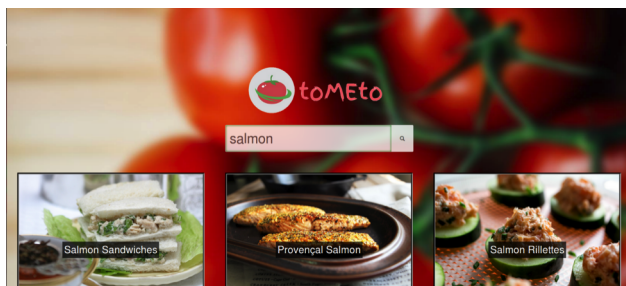 toMEto
salmon
Salmon Sandwiches
Provençal Salmon
Salmon Rillettes